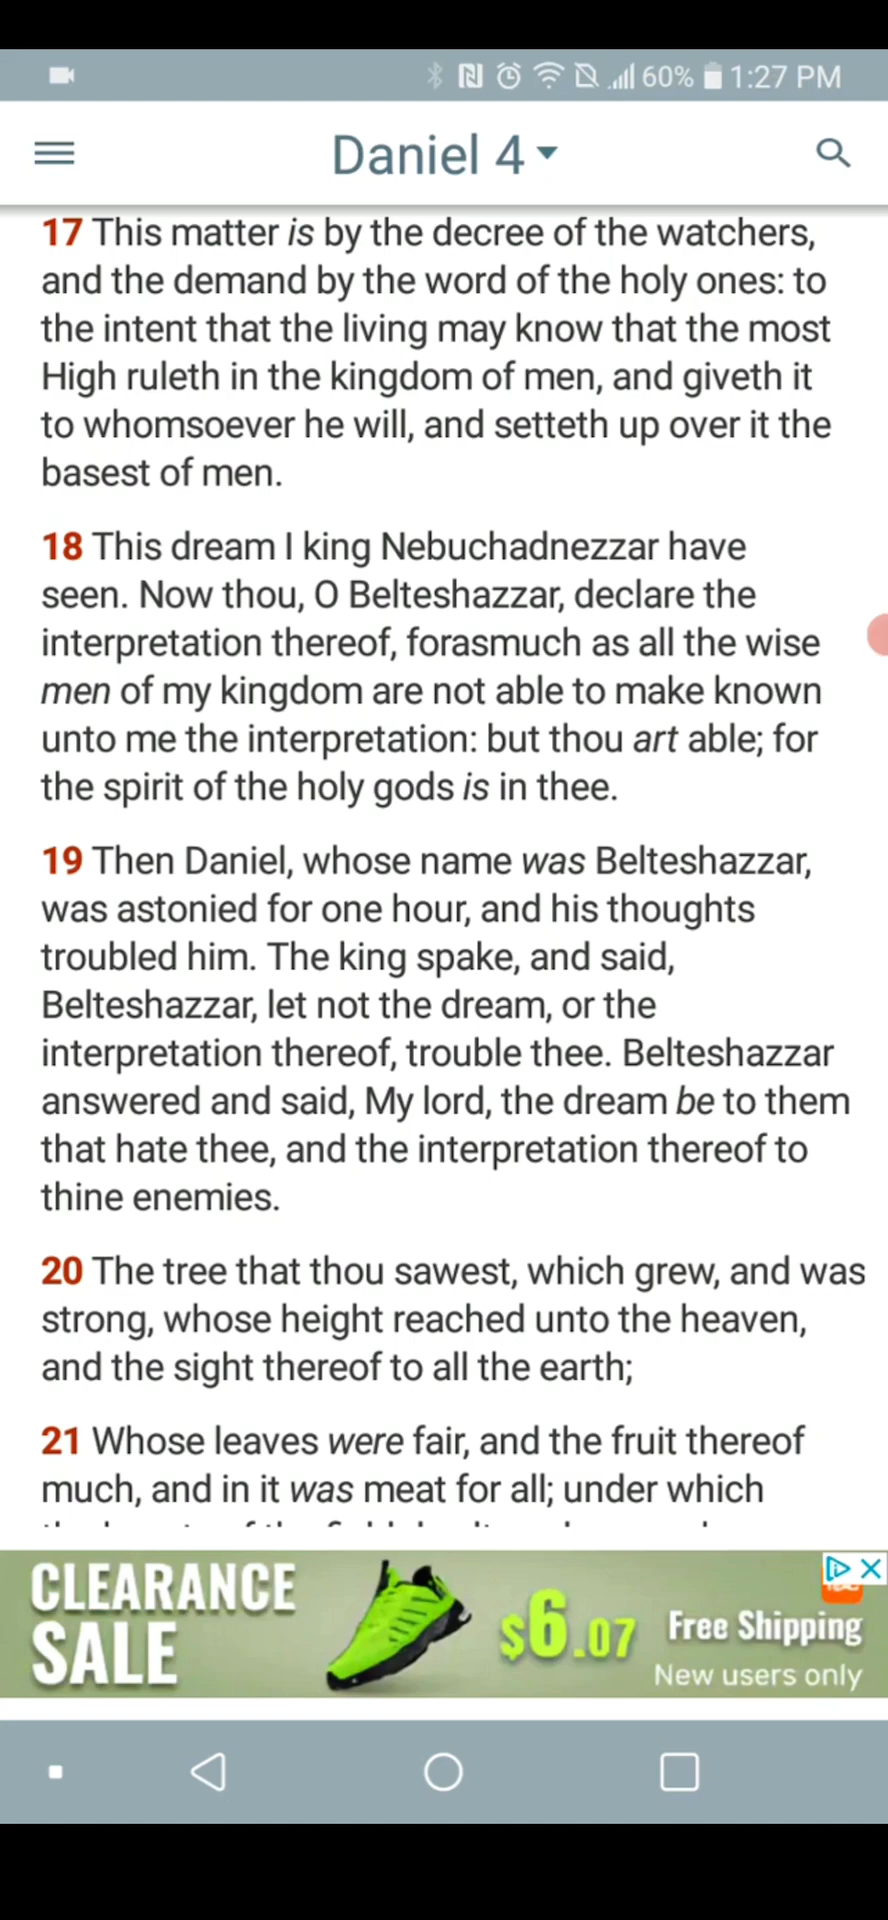 60% 1:27 PM
Daniel 4
17 This matter is by the decree of the watchers,
and the demand by the word of the holy ones: to
the intent that the living may know that the most
High ruleth in the kingdom of men, and giveth it
to whomsoever he will, and setteth up over it the
basest of men.
18 This dream I king Nebuchadnezzar have
seen. Now thou, O Belteshazzar, declare the
interpretation thereof, forasmuch as all the wise
men of my kingdom are not able to make known
unto me the interpretation: but thou art able; for
the spirit of the holy gods is in thee.
19 Then Daniel, whose name was Belteshazzar,
was astonied for one hour, and his thoughts
troubled him. The king spake, and said,
Belteshazzar, let not the dream, or the
interpretation thereof, trouble thee. Belteshazzar
answered and said, My lord, the dream be to them
that hate thee, and the interpretation thereof to
thine enemies.
20 The tree that thou sawest, which grew, and was
strong, whose height reached unto the heaven,
and the sight thereof to all the earth;
21 Whose leaves were fair, and the fruit thereof
much, and in it was meat for all; under which
CLEARANCE
SALE
$6.07
Free Shipping
New users only